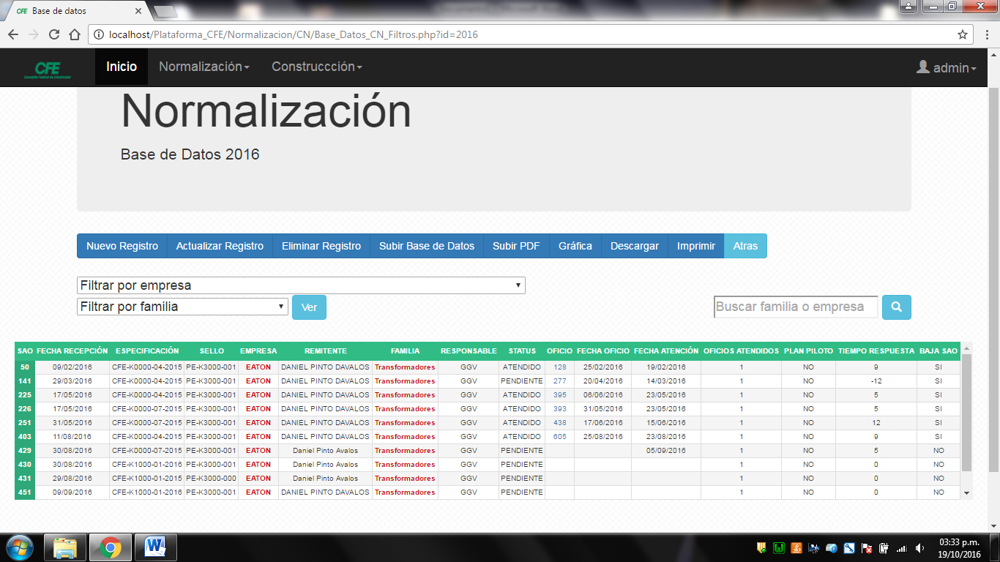 CFE Base de datos
localhost/Plataforma_CFE/Normalizacion/CN/Base_Datos_CN_Filtros.php?id=2016
CFE Inicio Normalización Construccción admin
Comisión Federal de Electricidad
Normalización
Base de Datos 2016
Nuevo Registro Actualizar Registro Eliminar Registro Subir Base de Datos Subir PDF Gráfica Descargar Imprimir Atras
Filtrar por empresa
Filtrar por familia Ver Buscar familia o empresa
SAO FECHA RECEPCIÓN ESPECIFICACIÓN SELLO EMPRESA REMITENTE FAMILIA RESPONSABLE STATUS OFICIO FECHA OFICIO FECHA ATENCIÓN OFICIOS ATENDIDOS PLAN PILOTO TIEMPO RESPUESTA BAJA SAO
50 09/02/2016 CFE-K0000-04-2015 PE-K3000-001 EATON DANIEL PINTO DAVALOS Transformadores GGV ATENDIDO 128 25/02/2016 19/02/2016 1 NO 9 SI
141 29/03/2016 CFE-K0000-04-2015 PE-K3000-001 EATON DANIEL PINTO DAVALOS Transformadores GGV PENDIENTE 277 20/04/2016 14/03/2016 1 NO -12 SI
225 17/05/2016 CFE-K0000-04-2015 PE-K3000-001 EATON DANIEL PINTO DAVALOS Transformadores GGV ATENDIDO 395 06/06/2016 23/05/2016 1 NO 5 SI
226 17/05/2016 CFE-K0000-07-2015 PE-K3000-001 EATON DANIEL PINTO DAVALOS Transformadores GGV ATENDIDO 393 31/05/2016 23/05/2016 1 NO 5 SI
251 31/05/2016 CFE-K0000-07-2015 PE-K3000-001 EATON DANIEL PINTO DAVALOS Transformadores GGV ATENDIDO 438 17/06/2016 15/06/2016 1 NO 12 SI
403 11/08/2016 CFE-K0000-04-2015 PE-K3000-001 EATON DANIEL PINTO DAVALOS Transformadores GGV ATENDIDO 605 25/08/2016 23/08/2016 1 NO 9 SI
429 30/08/2016 CFE-K0000-07-2015 PE-K3000-001 EATON Daniel Pinto Avalos Transformadores GGV PENDIENTE 05/09/2016 1 NO 5 NO
430 30/08/2016 CFE-K1000-01-2016 PE-K3000-001 EATON Daniel Pinto Avalos Transformadores GGV PENDIENTE 1 NO 0 NO
431 29/08/2016 CFE-K1000-01-2015 PE-K3000-000 EATON Daniel Pinto Avalos Transformadores GGV PENDIENTE 1 NO 0 NO
451 09/09/2016 CFE-K1000-01-2016 PE-K3000-001 EATON DANIEL PINTO DAVALOS Transformadores GGV PENDIENTE 1 NO 0 NO
03:33 p.m.
19/10/2016